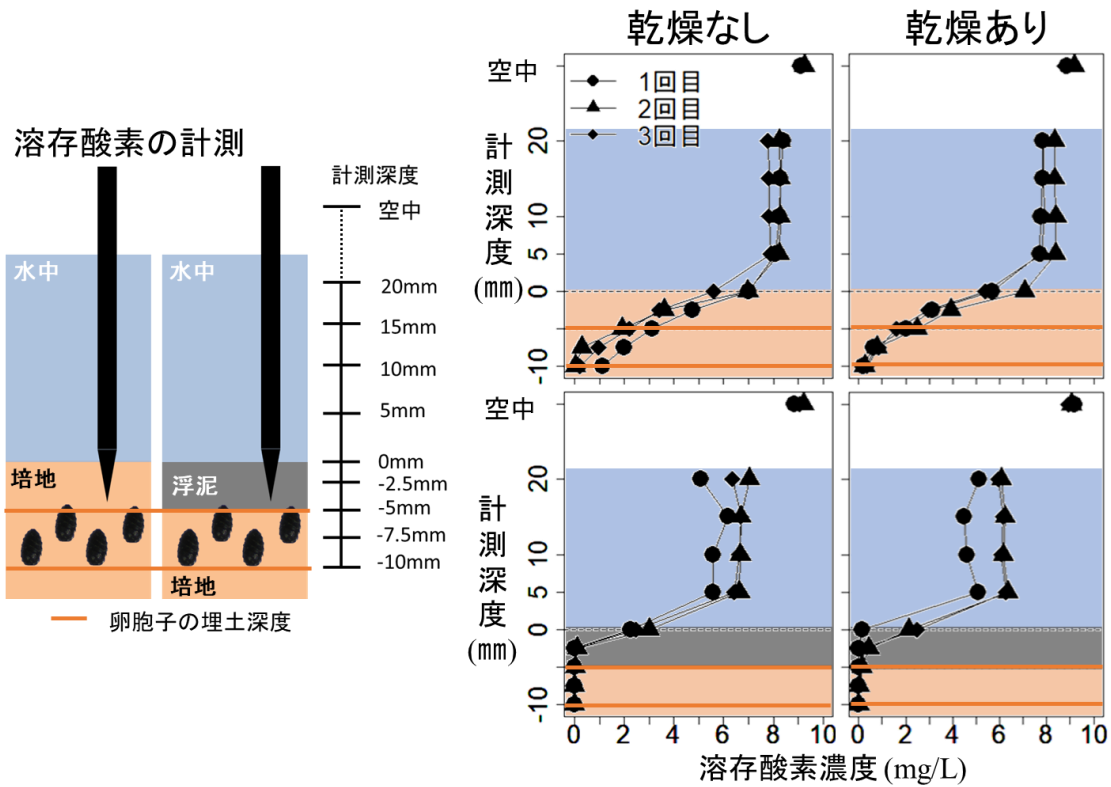 溶存酸素の計測
計測深度
空中
水中
水中
20mm
15mm
10mm
5mm
0mm
-2.5mm
-5mm
-7.5mm
-10mm
培地
浮泥
培地
卵胞子の埋土深度
乾燥なし
乾燥あり
空中
1回目
2回目
3回目
計測深度
(㎜)
20
10
5
0
-10
空中
計測深度
(㎜)
20
10
5
0
-10
0 2 4 6 8 10
0 2 4 6 8 10
溶存酸素濃度 (mg/L)